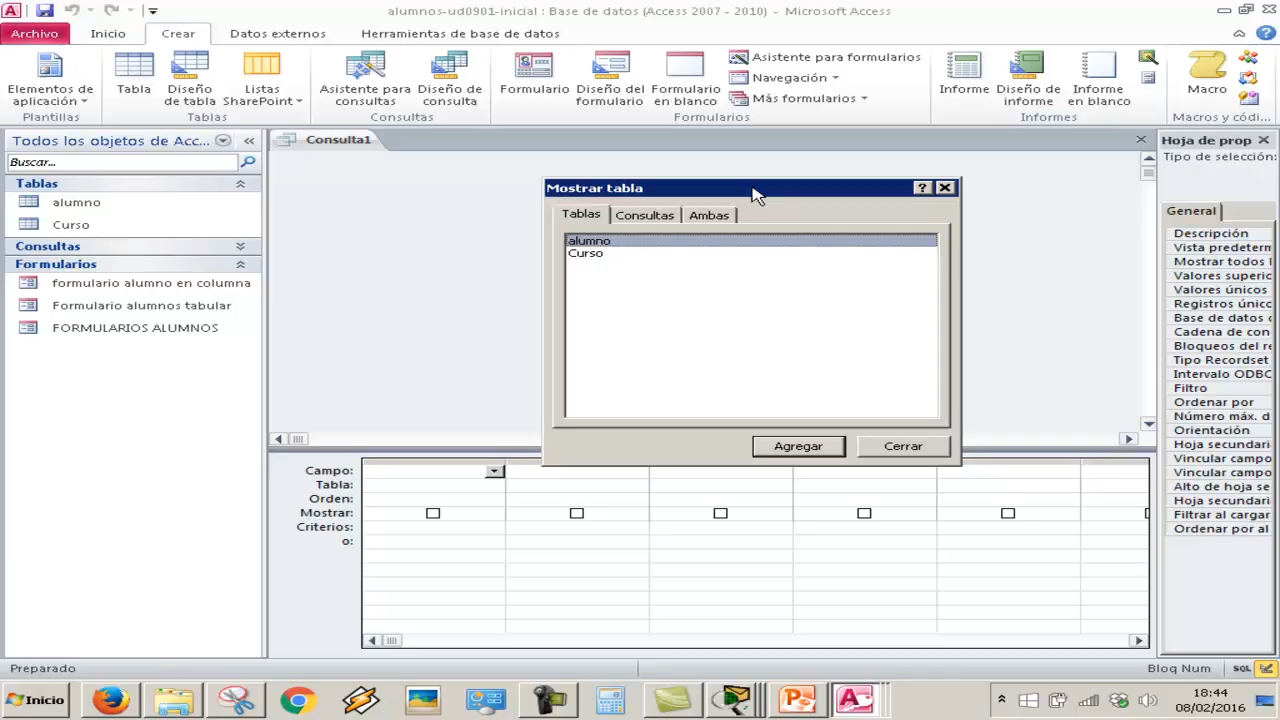 alumnos-ud0901-inicial : Base de datos (Access 2007 - 2010) - Microsoft Access
Archivo Inicio Crear Datos externos Herramientas de base de datos
Elementos de aplicación
Tabla
Diseño de tabla
Listas SharePoint
Asistente para consultas
Diseño de consulta
Formulario
Diseño del formulario
Formulario en blanco
Asistente para formularios
Navegación
Más formularios
Informe
Diseño de informe
Informe en blanco
Macro
Plantillas Tablas Consultas Formularios Informes Macros y códi...
Todos los objetos de Acc...
Buscar...
Tablas
alumno
Curso
Consultas
Formularios
formulario alumno en columna
Formulario alumnos tabular
FORMULARIOS ALUMNOS
Consulta1
Mostrar tabla
Tablas Consultas Ambas
alumno
Curso
Agregar Cerrar
Campo:
Tabla:
Orden:
Mostrar:
Criterios:
o:
Hoja de prop
Tipo de selección:
General
Descripción
Vista predeterm
Mostrar todos l
Valores superio
Valores únicos
Registros únicc
Base de datos o
Cadena de con
Bloqueos del re
Tipo Recordset
Intervalo ODBC
Filtro
Ordenar por
Número máx. d
Orientación
Hoja secundari
Vincular campo
Vincular campo
Alto de hoja se
Hoja secundari
Filtrar al cargar
Ordenar por al
Preparado Bloq Num SQL
Inicio
18:44
08/02/2016